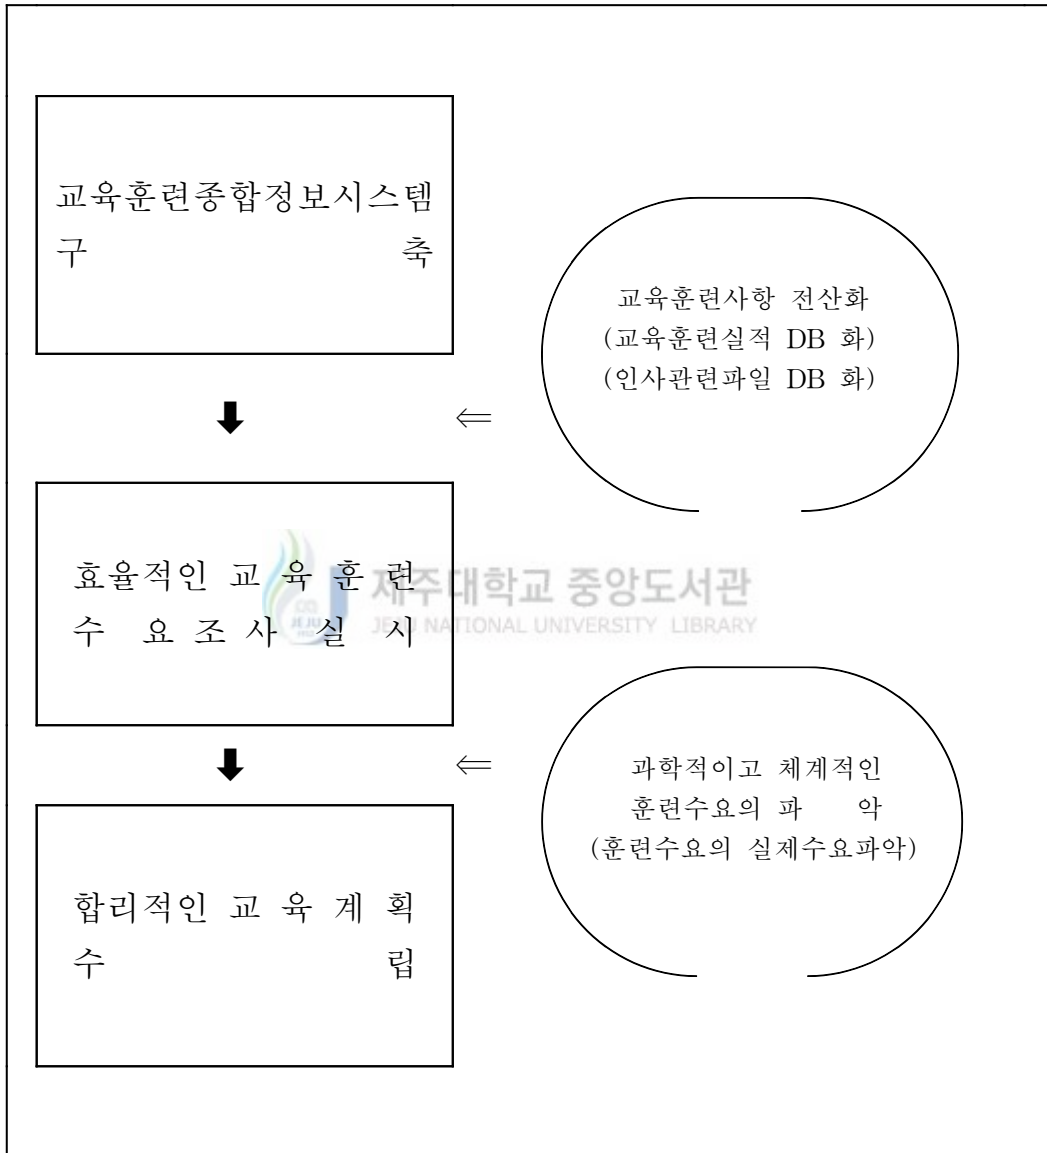 교육훈련종합정보시스템
구 축
교육훈련사항 전산화
(교육훈련실적 DB 화)
(인사관련파일 DB 화)
⬇ ⇐
효율적인 교 육 훈 련
수 요 조 사 실 시
제주대학교 중앙도서관
JEJU NATIONAL UNIVERSITY LIBRARY
JEJU
1952
⬇ ⇐
과학적이고 체계적인
훈련수요의 파 악
(훈련수요의 실제수요파악)
합리적인 교 육 계 획
수 립